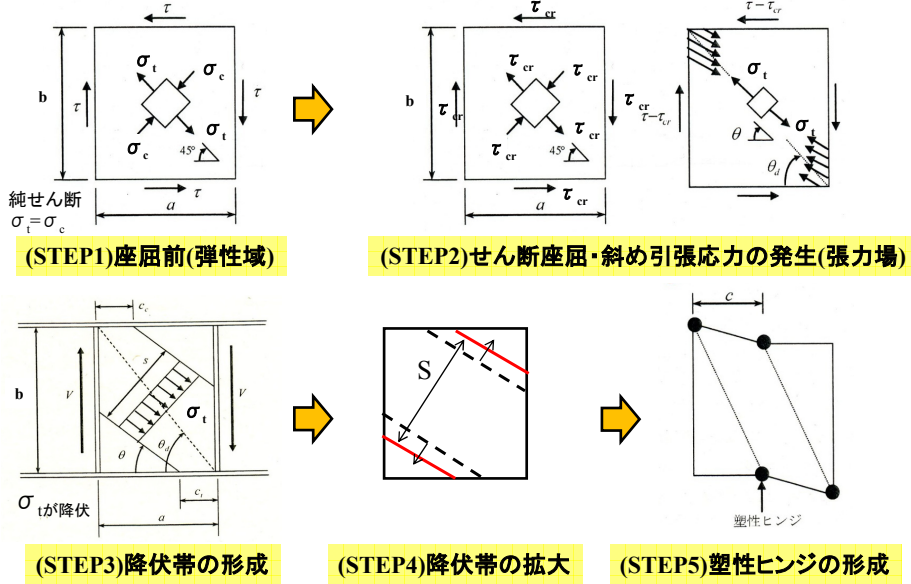 τ
b
τ
σt
σc
τ
σc
σt
45°
τ
a
純せん断
σt=σc
(STEP1)座屈前(弾性域)
τcr
b
τcr
τcr
τcr
τcr
τcr
τcr
45°
τcr
a
τ−τcr
σt
τ−τcr
θ
σt
θd
(STEP2)せん断座屈・斜め引張応力の発生(張力場)
cc
b
V
s
σt
V
θ
θd
ct
a
σtが降伏
(STEP3)降伏帯の形成
S
(STEP4)降伏帯の拡大
c
塑性ヒンジ
(STEP5)塑性ヒンジの形成